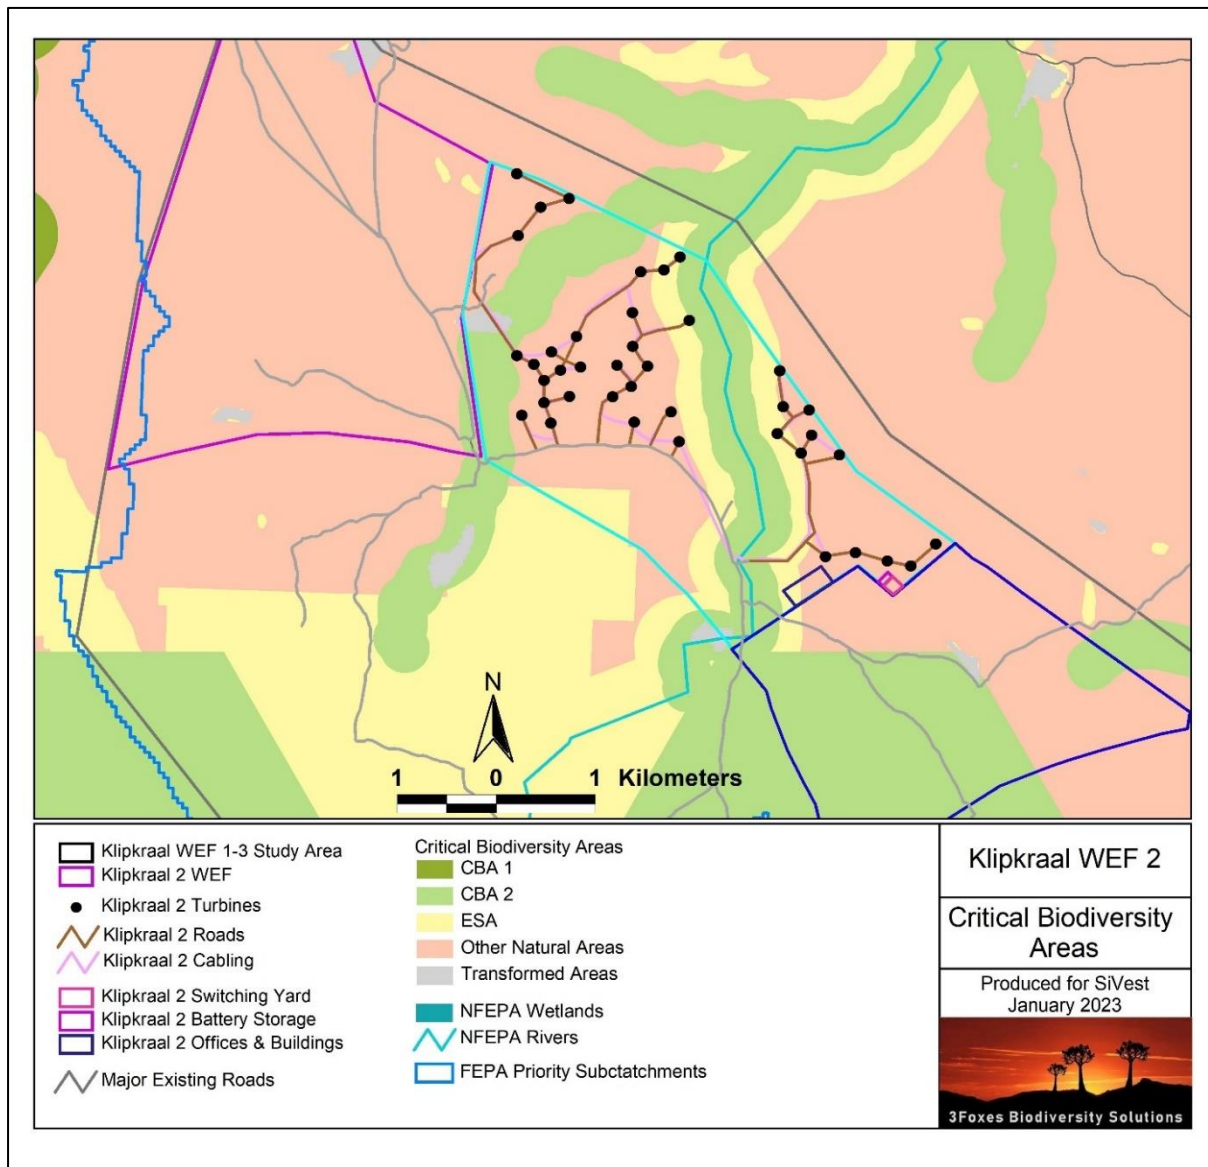 N
1 0 1 Kilometers
Klipkraal WEF 1-3 Study Area
Klipkraal 2 WEF
Klipkraal 2 Turbines
Klipkraal 2 Roads
Klipkraal 2 Cabling
Klipkraal 2 Switching Yard
Klipkraal 2 Battery Storage
Klipkraal 2 Offices & Buildings
Major Existing Roads
Critical Biodiversity Areas
CBA 1
CBA 2
ESA
Other Natural Areas
Transformed Areas
NFEPA Wetlands
NFEPA Rivers
FEPA Priority Subctatchments
Klipkraal WEF 2
Critical Biodiversity
Areas
Produced for SiVest
January 2023
3Foxes Biodiversity Solutions